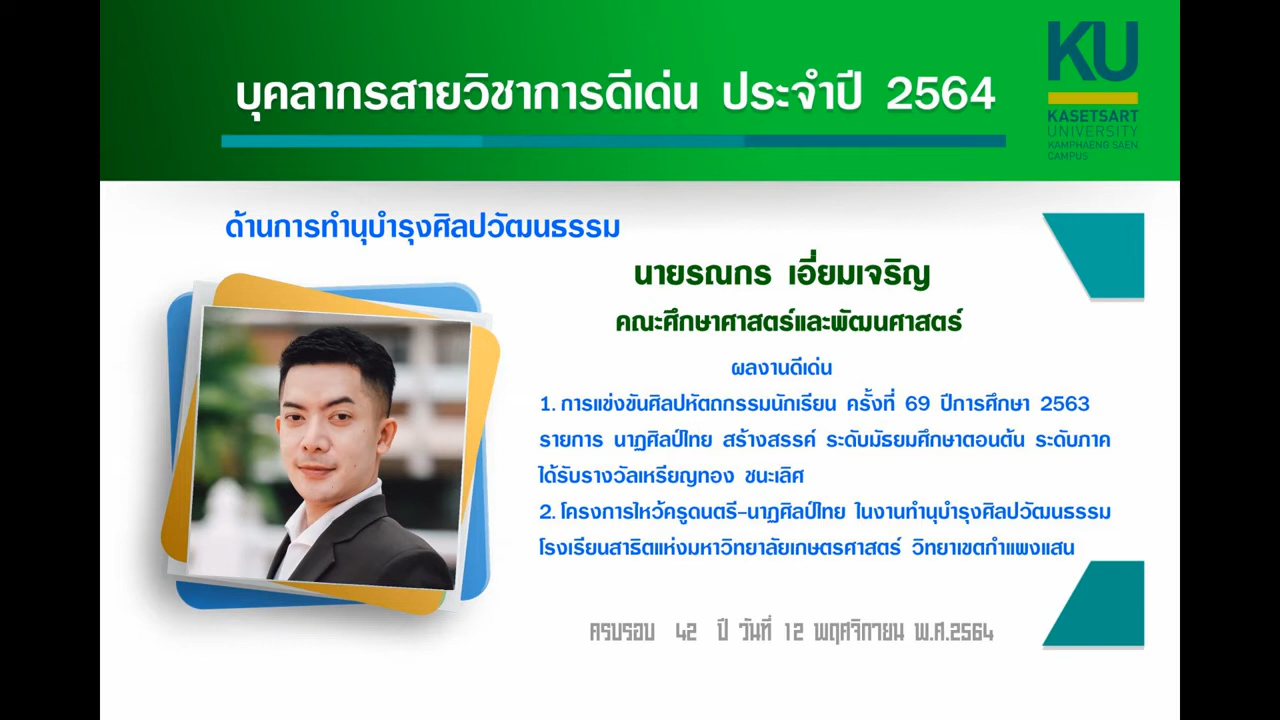 บุคลากรสายวิชาการดีเด่น ประจำปี 2564
KU
KASETSART
UNIVERSITY
KAMPHAENG SAEN
CAMPUS
ด้านการทำนุบำรุงศิลปวัฒนธรรม
นายรณกร เอี่ยมเจริญ
คณะศึกษาศาสตร์และพัฒนศาสตร์
ผลงานดีเด่น
1. การแข่งขันศิลปหัตถกรรมนักเรียน ครั้งที่ 69 ปีการศึกษา 2563
รายการ นาฏศิลป์ไทย สร้างสรรค์ ระดับมัธยมศึกษาตอนต้น ระดับภาค
ได้รับรางวัลเหรียญทอง ชนะเลิศ
2. โครงการไหว้ครูดนตรี-นาฏศิลป์ไทย ในงานทำนุบำรุงศิลปวัฒนธรรม
โรงเรียนสาธิตแห่งมหาวิทยาลัยเกษตรศาสตร์ วิทยาเขตกำแพงแสน
ครบรอบ 42 ปี วันที่ 12 พฤศจิกายน พ.ศ.2564